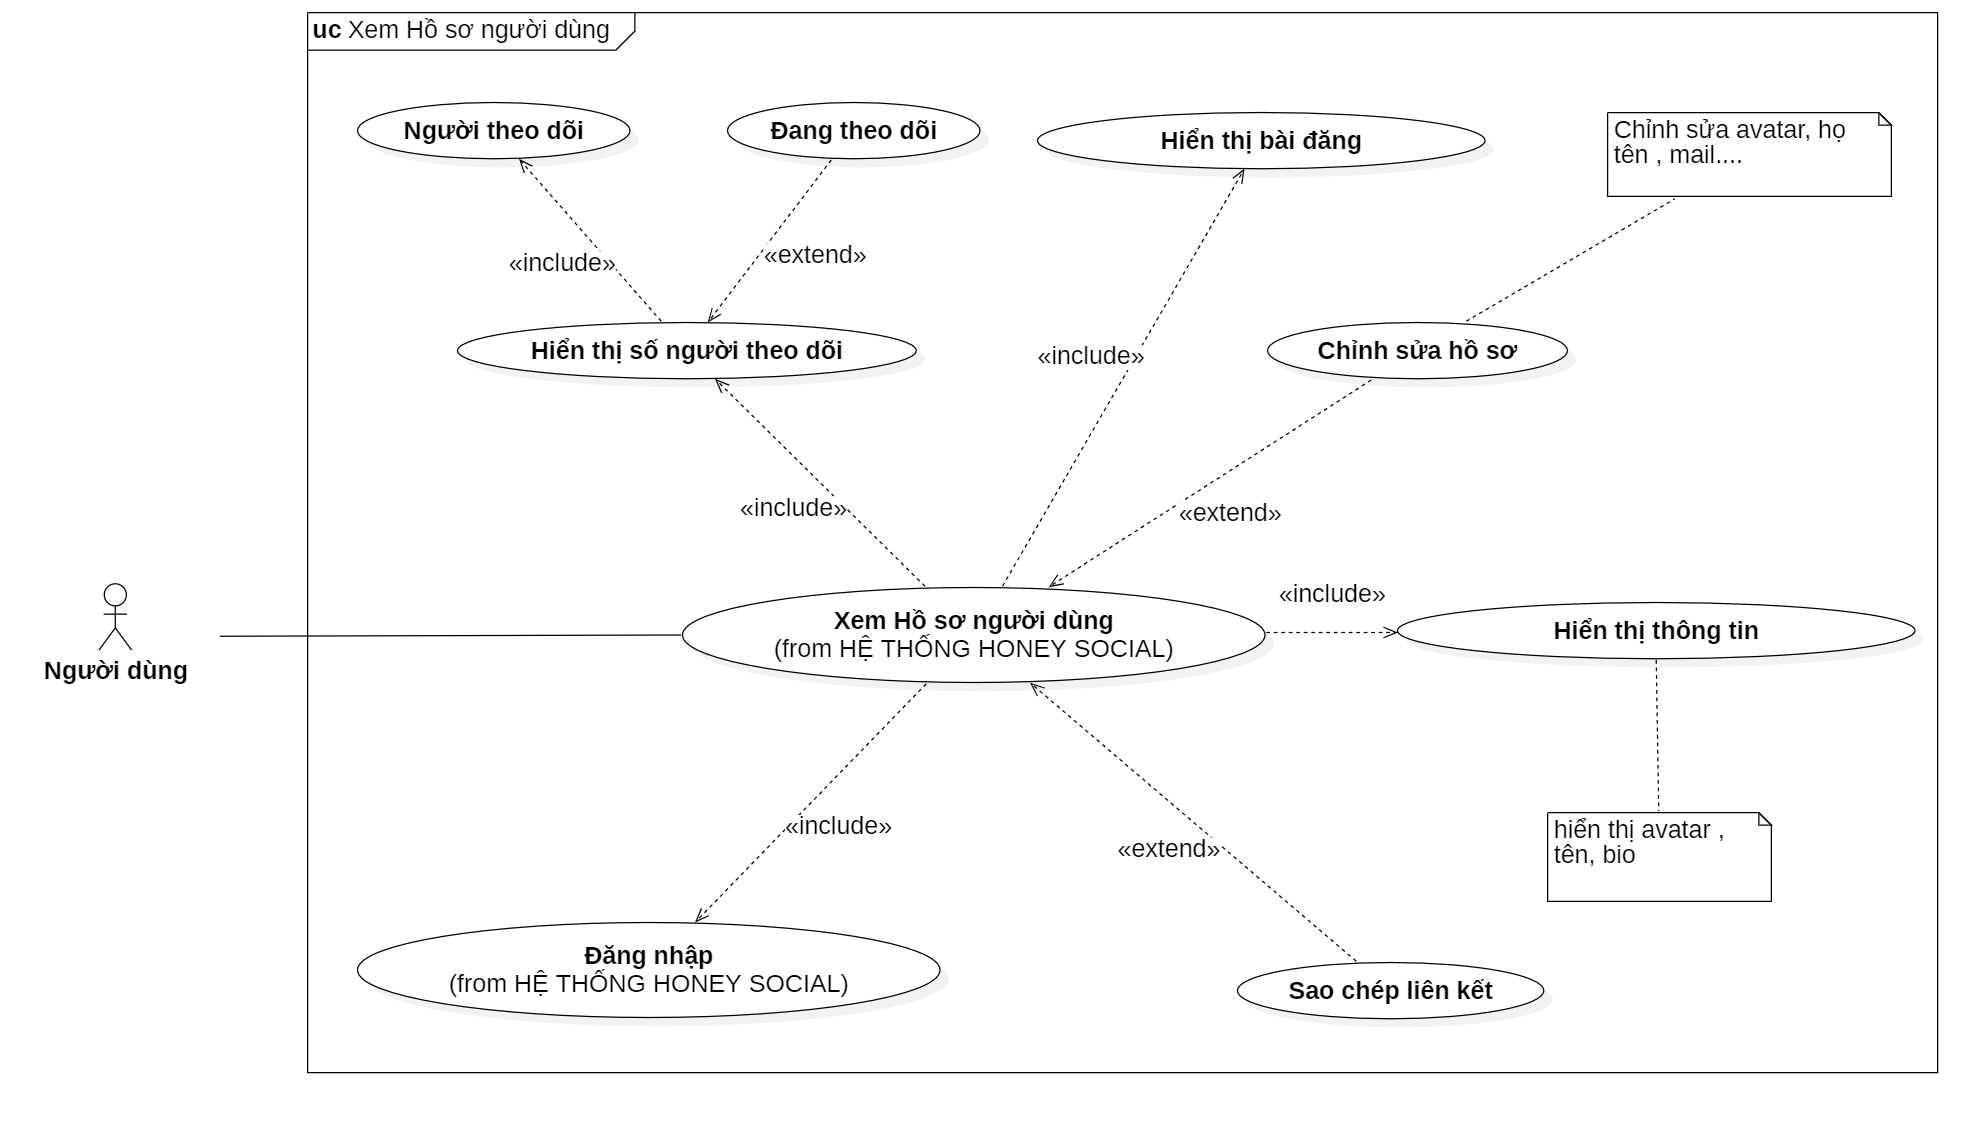 uc Xem Hồ sơ người dùng
Người theo dõi
Đang theo dõi
Hiển thị bài đăng
Chỉnh sửa avatar, họ
tên , mail....
«include»
«extend»
Hiển thị số người theo dõi
«include»
Chỉnh sửa hồ sơ
«include»
«extend»
«include»
Xem Hồ sơ người dùng
(from HỆ THỐNG HONEY SOCIAL)
Hiển thị thông tin
Người dùng
«include»
«extend»
hiển thị avatar ,
tên, bio
Đăng nhập
(from HỆ THỐNG HONEY SOCIAL)
Sao chép liên kết